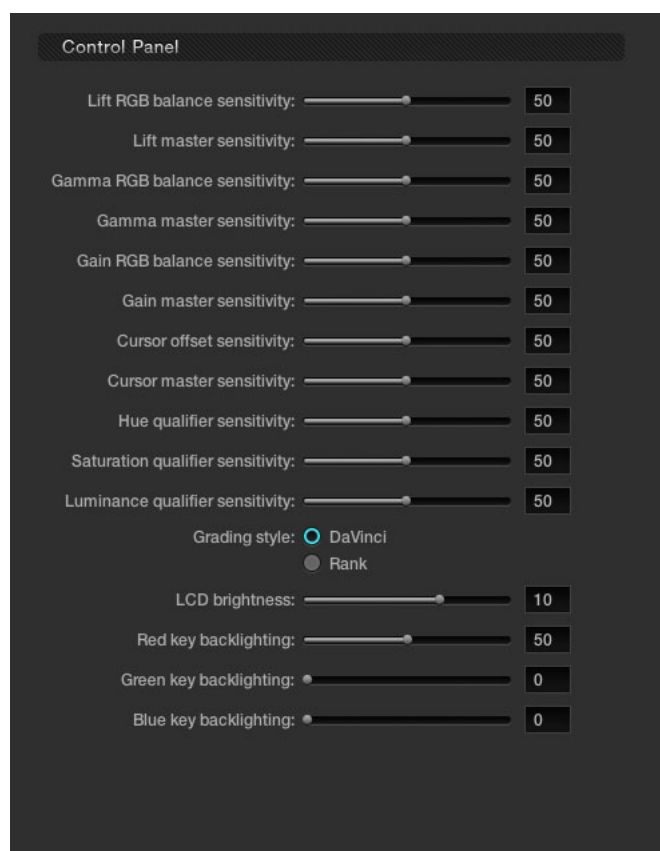 Control Panel
Lift RGB balance sensitivity: 50
Lift master sensitivity: 50
Gamma RGB balance sensitivity: 50
Gamma master sensitivity: 50
Gain RGB balance sensitivity: 50
Gain master sensitivity: 50
Cursor offset sensitivity: 50
Cursor master sensitivity: 50
Hue qualifier sensitivity: 50
Saturation qualifier sensitivity: 50
Luminance qualifier sensitivity: 50
Grading style: DaVinci
Rank
LCD brightness: 10
Red key backlighting: 50
Green key backlighting: 0
Blue key backlighting: 0